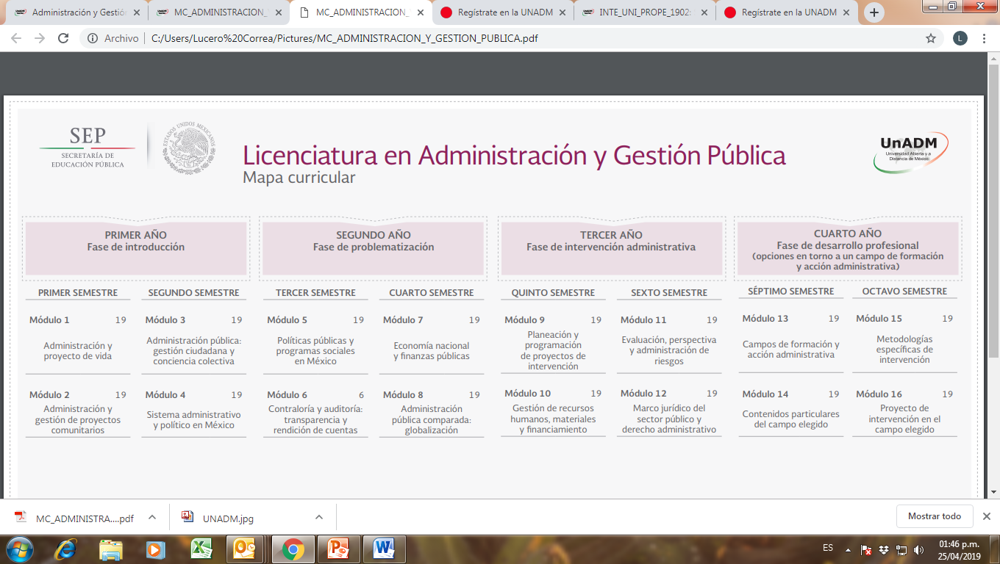 Administración y Gestión
MC_ADMINISTRACION_
MC_ADMINISTRACION_
Regístrate en la UNADM
INTE_UNI_PROPE_1902
Regístrate en la UNADM
Archivo
C:/Users/Lucero%20Correa/Pictures/MC_ADMINISTRACION_Y_GESTION_PUBLICA.pdf
L
SEP
SECRETARÍA DE
EDUCACIÓN PÚBLICA
ESTADOS UNIDOS MEXICANOS
Licenciatura en Administración y Gestión Pública
Mapa curricular
UnADM
Universidad Abierta y a
Distancia de México
PRIMER AÑO
Fase de introducción
SEGUNDO AÑO
Fase de problematización
TERCER AÑO
Fase de intervención administrativa
CUARTO AÑO
Fase de desarrollo profesional
(opciones en torno a un campo de formación
y acción administrativa)
PRIMER SEMESTRE
Módulo 1 19
Administración y
proyecto de vida
Módulo 2 19
Administración y
gestión de proyectos
comunitarios
SEGUNDO SEMESTRE
Módulo 3 19
Administración pública:
gestión ciudadana y
conciencia colectiva
Módulo 4 19
Sistema administrativo
y político en México
TERCER SEMESTRE
Módulo 5 19
Políticas públicas y
programas sociales
en México
Módulo 6 6
Contraloría y auditoría:
transparencia y
rendición de cuentas
CUARTO SEMESTRE
Módulo 7 19
Economía nacional
y finanzas públicas
Módulo 8 19
Administración
pública comparada:
globalización
QUINTO SEMESTRE
Módulo 9 19
Planeación y
programación
de proyectos de
intervención
Módulo 10 19
Gestión de recursos
humanos, materiales
y financiamiento
SEXTO SEMESTRE
Módulo 11 19
Evaluación, perspectiva
y administración de
riesgos
Módulo 12 19
Marco jurídico del
sector público y
derecho administrativo
SÉPTIMO SEMESTRE
Módulo 13 19
Campos de formación y
acción administrativa
Módulo 14 19
Contenidos particulares
del campo elegido
OCTAVO SEMESTRE
Módulo 15 19
Metodologías
específicas de
intervención
Módulo 16 19
Proyecto de
intervención en el
campo elegido
MC_ADMINISTRA....pdf
UNADM.jpg
Mostrar todo
ES
01:46 p.m.
25/04/2019